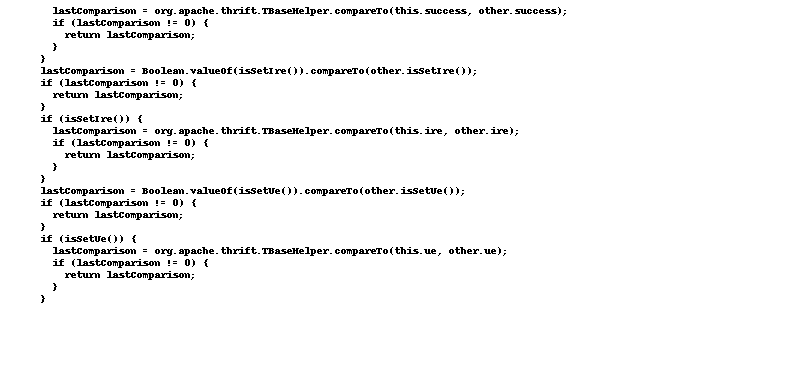 lastComparison = org.apache.thrift.TBaseHelper.compareTo(this.success, other.success);
if (lastComparison != 0) {
return lastComparison;
}
}
lastComparison = Boolean.valueOf(isSetIre()).compareTo(other.isSetIre());
if (lastComparison != 0) {
return lastComparison;
}
if (isSetIre()) {
lastComparison = org.apache.thrift.TBaseHelper.compareTo(this.ire, other.ire);
if (lastComparison != 0) {
return lastComparison;
}
}
lastComparison = Boolean.valueOf(isSetUe()).compareTo(other.isSetUe());
if (lastComparison != 0) {
return lastComparison;
}
if (isSetUe()) {
lastComparison = org.apache.thrift.TBaseHelper.compareTo(this.ue, other.ue);
if (lastComparison != 0) {
return lastComparison;
}
}